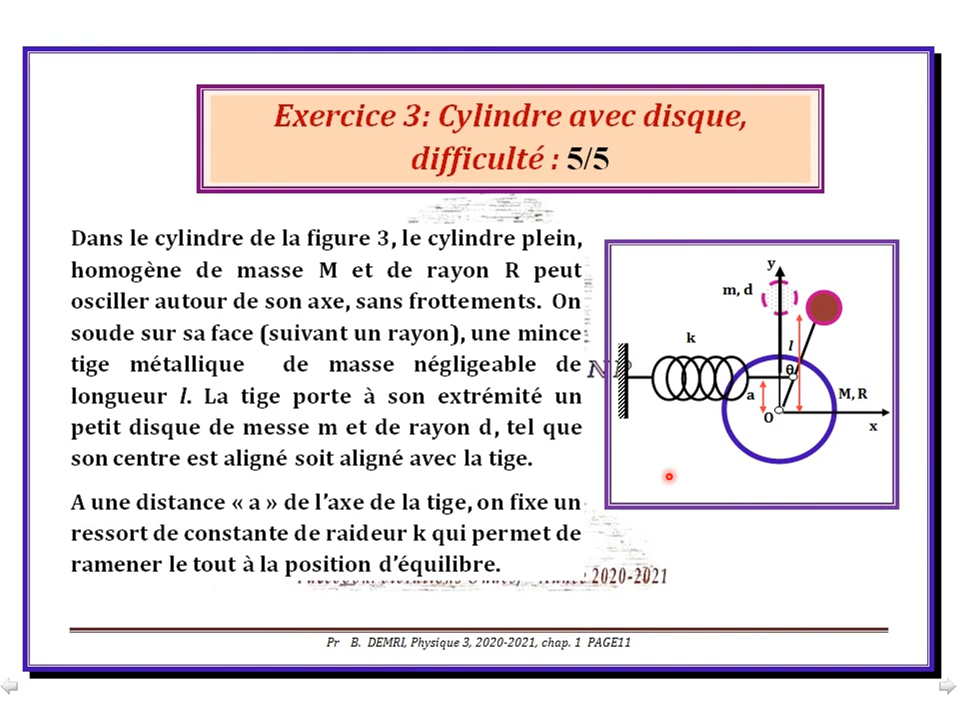 Exercice 3: Cylindre avec disque,
difficulté : 5/5
Dans le cylindre de la figure 3, le cylindre plein,
homogène de masse M et de rayon R peut
osciller autour de son axe, sans frottements. On
soude sur sa face (suivant un rayon), une mince
tige métallique de masse négligeable de
longueur l. La tige porte à son extrémité un
petit disque de messe m et de rayon d, tel que
son centre est aligné soit aligné avec la tige.
A une distance « a » de l'axe de la tige, on fixe un
ressort de constante de raideur k qui permet de
ramener le tout à la position d'équilibre.
y
m, d
k
l
θ
a
M, R
O
x
2020-2021
Pr B. DEMRI, Physique 3, 2020-2021, chap. 1 PAGE11